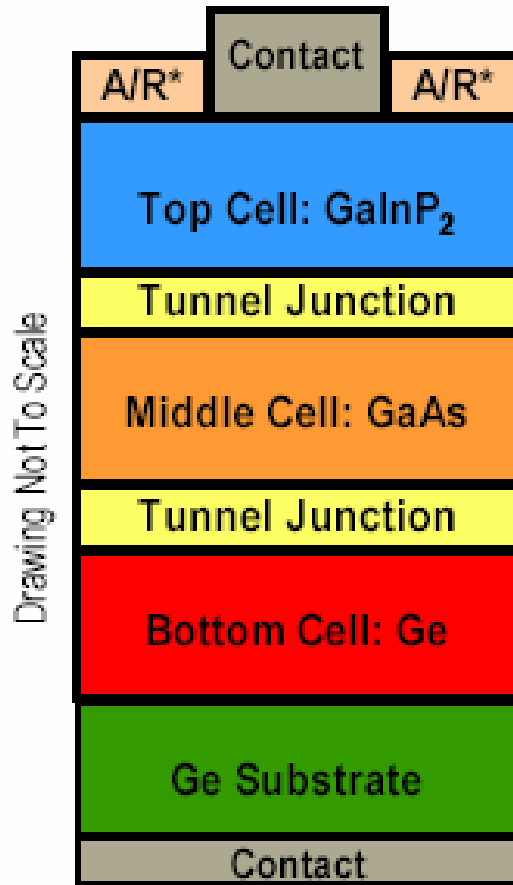 Contact
A/R* A/R*
Top Cell: GaInP₂
Tunnel Junction
Middle Cell: GaAs
Tunnel Junction
Bottom Cell: Ge
Ge Substrate
Contact
Drawing Not To Scale